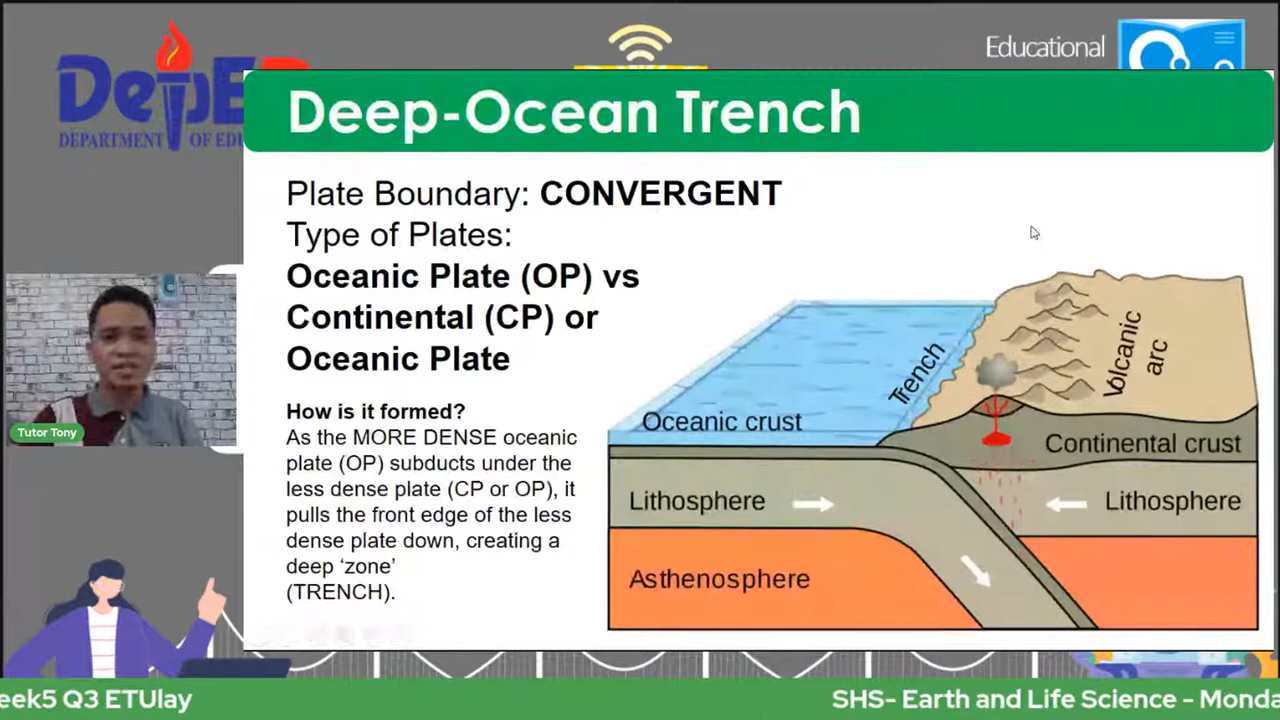 DepE
DEPARTMENT OF EDU
Educational
Deep-Ocean Trench
Plate Boundary: CONVERGENT
Type of Plates:
Oceanic Plate (OP) vs
Continental (CP) or
Oceanic Plate
How is it formed?
As the MORE DENSE oceanic
plate (OP) subducts under the
less dense plate (CP or OP), it
pulls the front edge of the less
dense plate down, creating a
deep ‘zone’
(TRENCH).
Trench
Volcanic
arc
Oceanic crust
Continental crust
Lithosphere
Lithosphere
Asthenosphere
Tutor Tony
eek5 Q3 ETUlay
SHS- Earth and Life Science - Monda